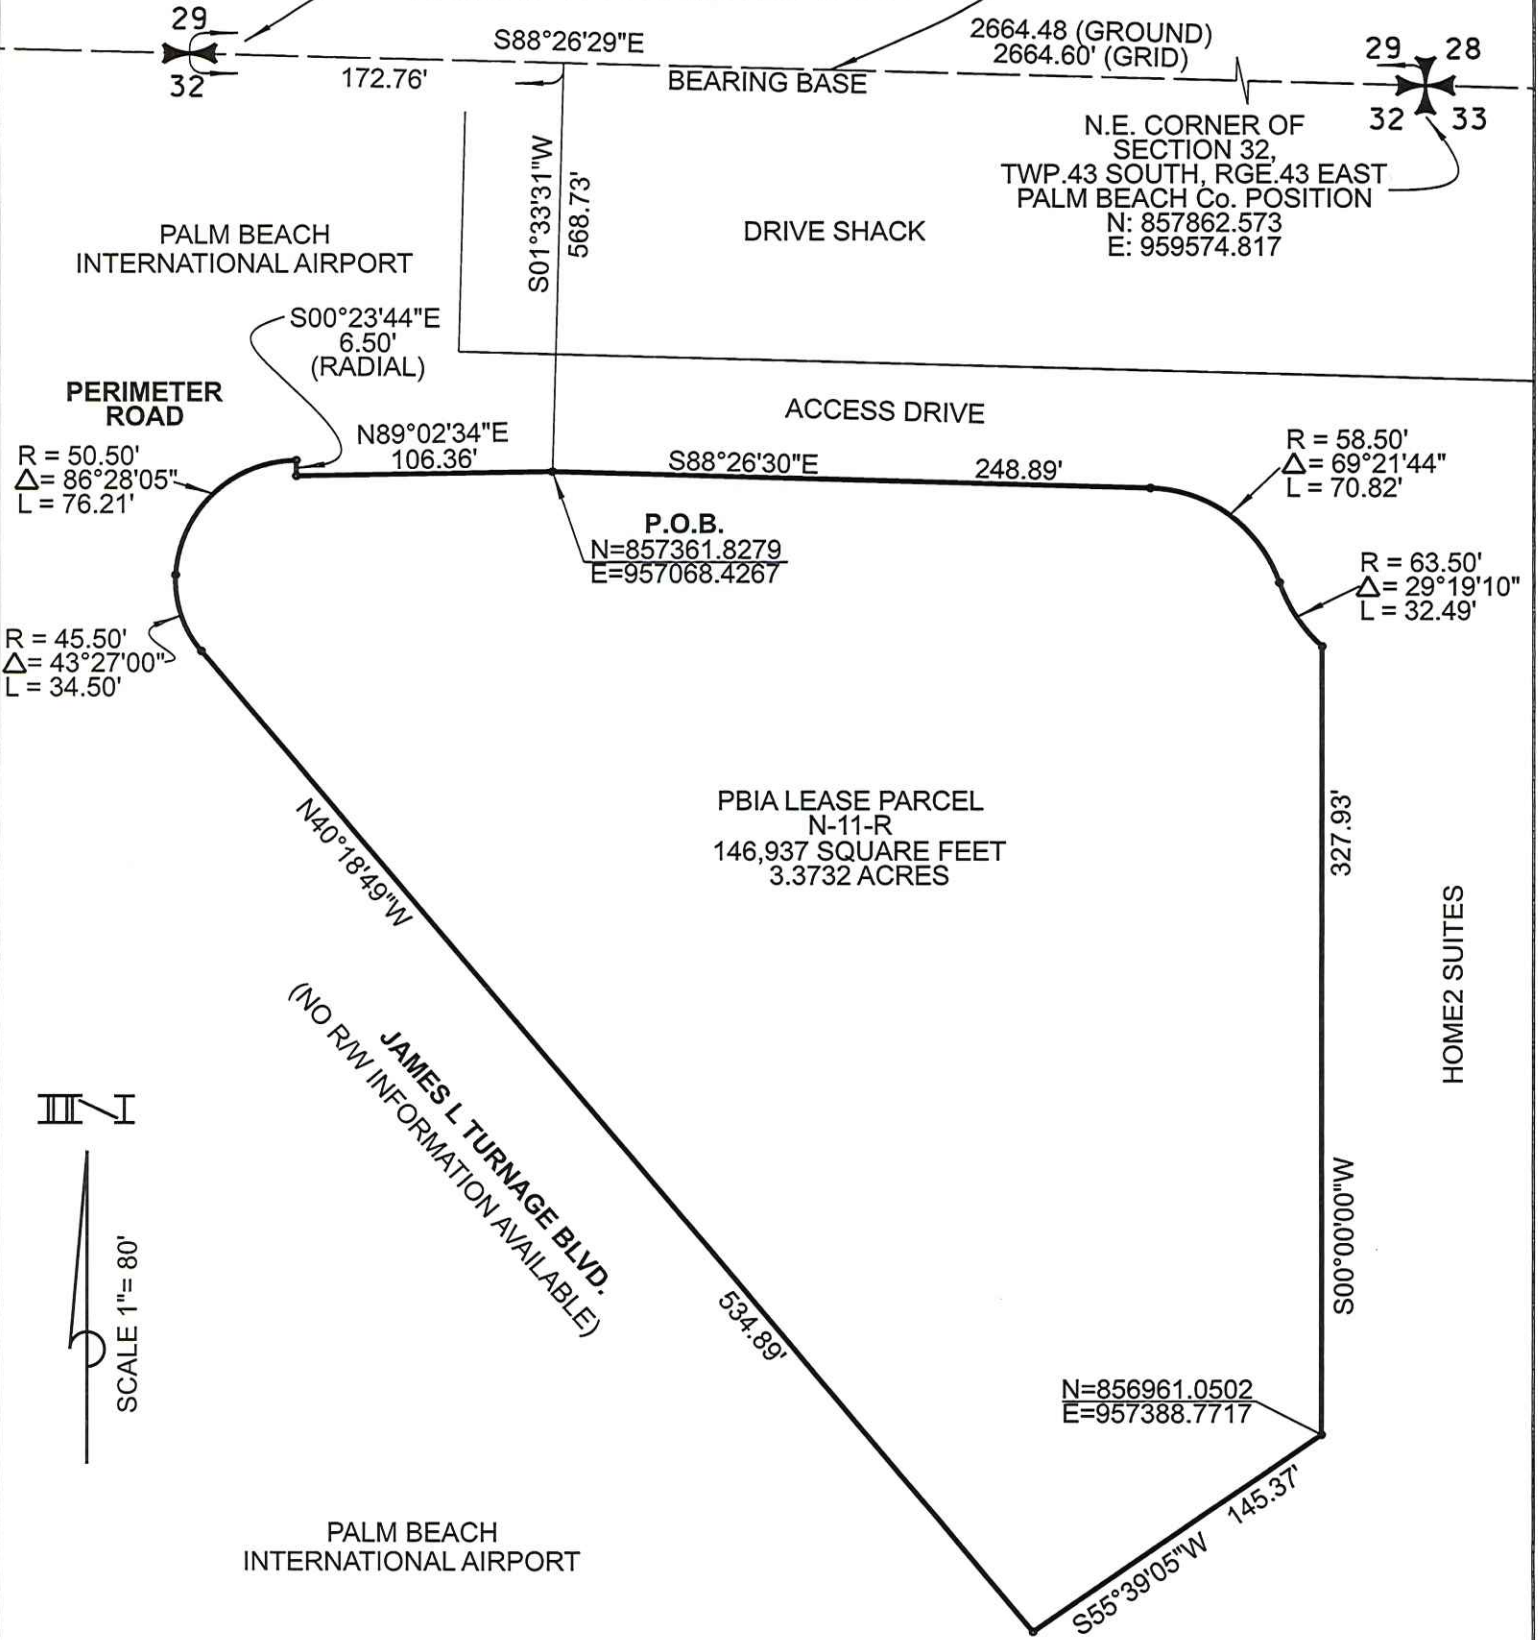 29
32
172.76'
S88°26'29"E
BEARING BASE
2664.48 (GROUND)
2664.60' (GRID)
29
28
32
33
N.E. CORNER OF
SECTION 32,
TWP.43 SOUTH, RGE.43 EAST
PALM BEACH Co. POSITION
N: 857862.573
E: 959574.817
S01°33'31"W
568.73'
DRIVE SHACK
PALM BEACH
INTERNATIONAL AIRPORT
S00°23'44"E
6.50'
(RADIAL)
PERIMETER
ROAD
R = 50.50'
Δ= 86°28'05"
L = 76.21'
N89°02'34"E
106.36'
ACCESS DRIVE
S88°26'30"E
248.89'
R = 58.50'
Δ= 69°21'44"
L = 70.82'
P.O.B.
N=857361.8279
E=957068.4267
R = 63.50'
Δ= 29°19'10"
L = 32.49'
R = 45.50'
Δ= 43°27'00"
L = 34.50'
PBIA LEASE PARCEL
N-11-R
146,937 SQUARE FEET
3.3732 ACRES
327.93'
S00°00'00"W
HOME2 SUITES
N40°18'49"W
534.89'
JAMES L TURNAGE BLVD.
(NO R/W INFORMATION AVAILABLE)
N
SCALE 1"= 80'
N=856961.0502
E=957388.7717
145.37'
S55°39'05"W
PALM BEACH
INTERNATIONAL AIRPORT